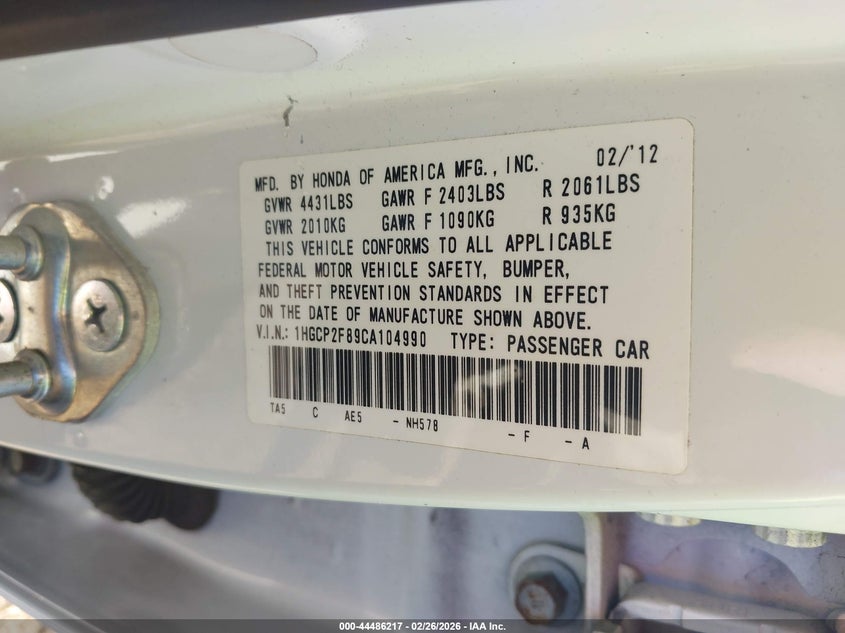 MFD. BY HONDA OF AMERICA MFG., INC. 02/'12
GVWR 4431LBS GAWR F 2403LBS R 2061LBS
GVWR 2010KG GAWR F 1090KG R 935KG
THIS VEHICLE CONFORMS TO ALL APPLICABLE
FEDERAL MOTOR VEHICLE SAFETY, BUMPER,
AND THEFT PREVENTION STANDARDS IN EFFECT
ON THE DATE OF MANUFACTURE SHOWN ABOVE.
V.I.N.: 1HGCP2F89CA104990 TYPE: PASSENGER CAR
TA5 C AE5 - NH578 - F - A
000-44486217 - 02/26/2026 - IAA Inc.